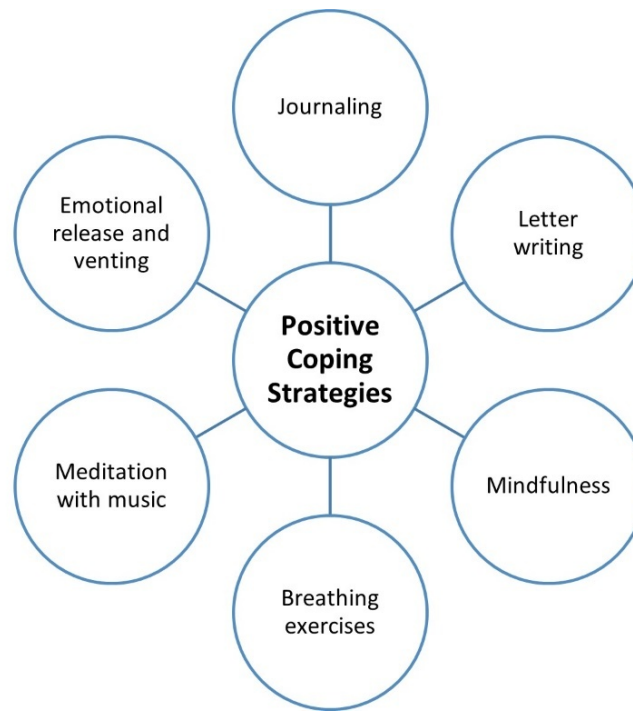 Journaling
Emotional
release and
venting
Letter
writing
Positive
Coping
Strategies
Meditation
with music
Mindfulness
Breathing
exercises